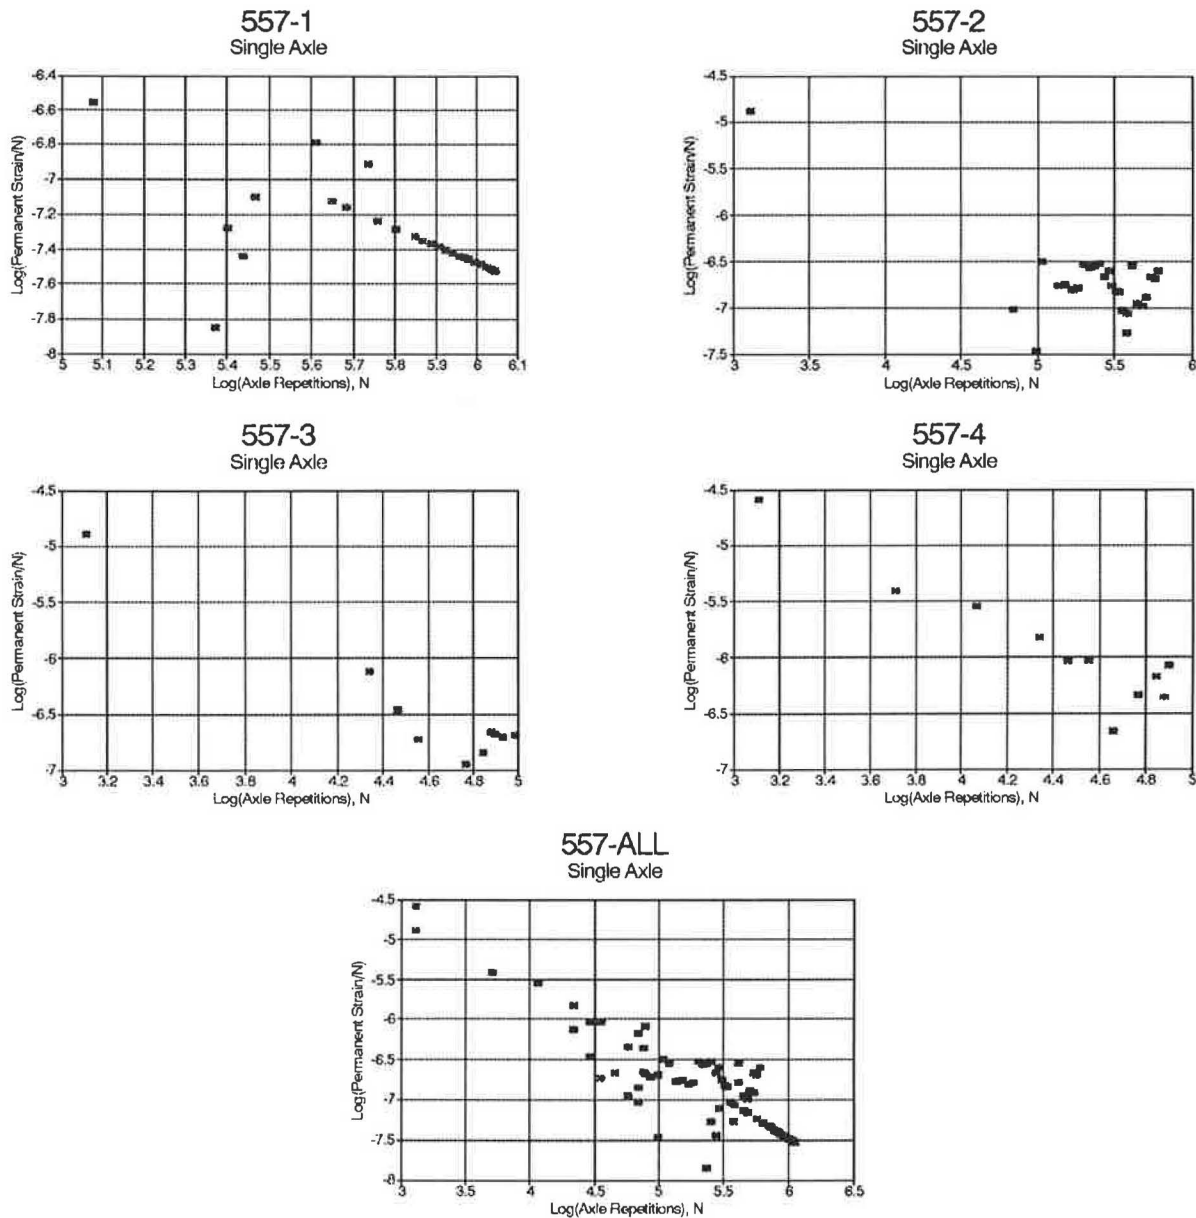 557-1
Single Axle
-6.4
-6.6
-6.8
-7
-7.2
-7.4
-7.6
-7.8
-8
Log(Permanent Strain/N)
5 5.1 5.2 5.3 5.4 5.5 5.6 5.7 5.8 5.9 6 6.1
Log(Axle Repetitions), N
557-2
Single Axle
-4.5
-5
-5.5
-6
-6.5
-7
-7.5
Log(Permanent Strain/N)
3 3.5 4 4.5 5 5.5 6
Log(Axle Repetitions), N
557-3
Single Axle
-4.5
-5
-5.5
-6
-6.5
-7
Log(Permanent Strain/N)
3 3.2 3.4 3.6 3.8 4 4.2 4.4 4.6 4.8 5
Log(Axle Repetitions), N
557-4
Single Axle
-4.5
-5
-5.5
-6
-6.5
-7
Log(Permanent Strain/N)
3 3.2 3.4 3.6 3.8 4 4.2 4.4 4.6 4.8 5
Log(Axle Repetitions), N
557-ALL
Single Axle
-4.5
-5
-5.5
-6
-6.5
-7
-7.5
-8
Log(Permanent Strain/N)
3 3.5 4 4.5 5 5.5 6 6.5
Log(Axle Repetitions), N